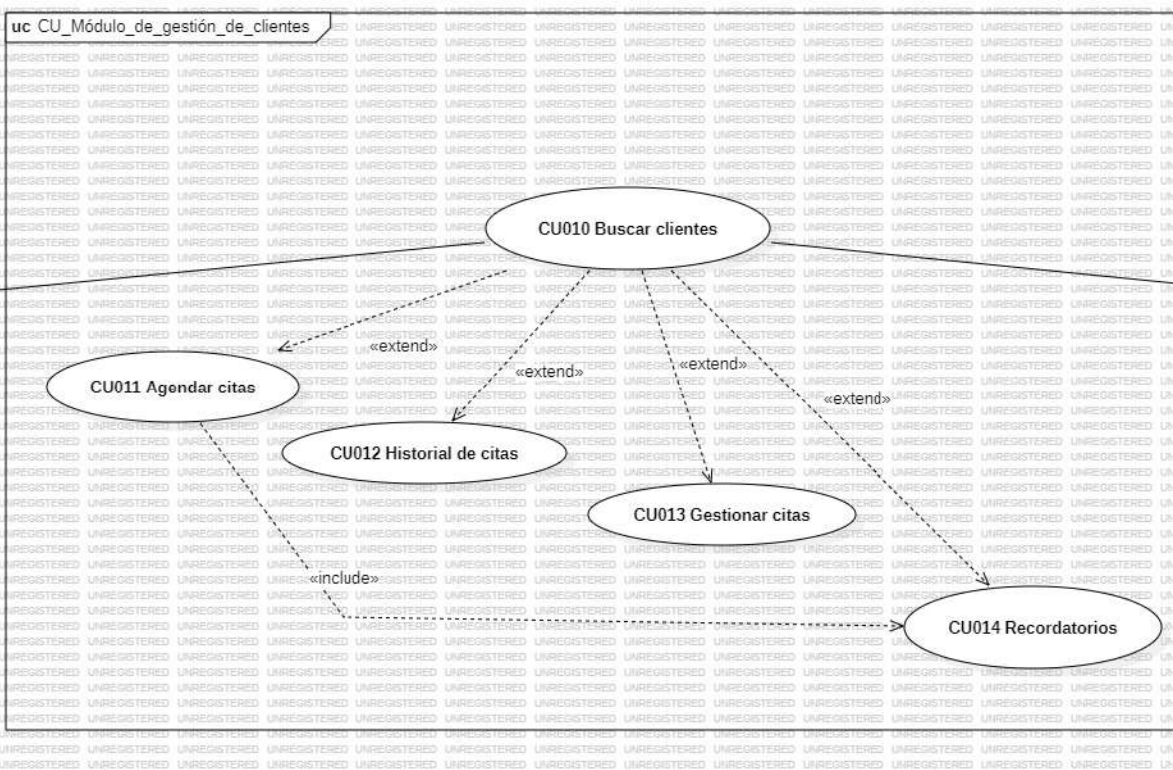 uc CU_Módulo_de_gestión_de_clientes
CU010 Buscar clientes
«extend»
«extend»
«extend»
«extend»
CU011 Agendar citas
CU012 Historial de citas
CU013 Gestionar citas
«include»
CU014 Recordatorios
UNREGISTERED